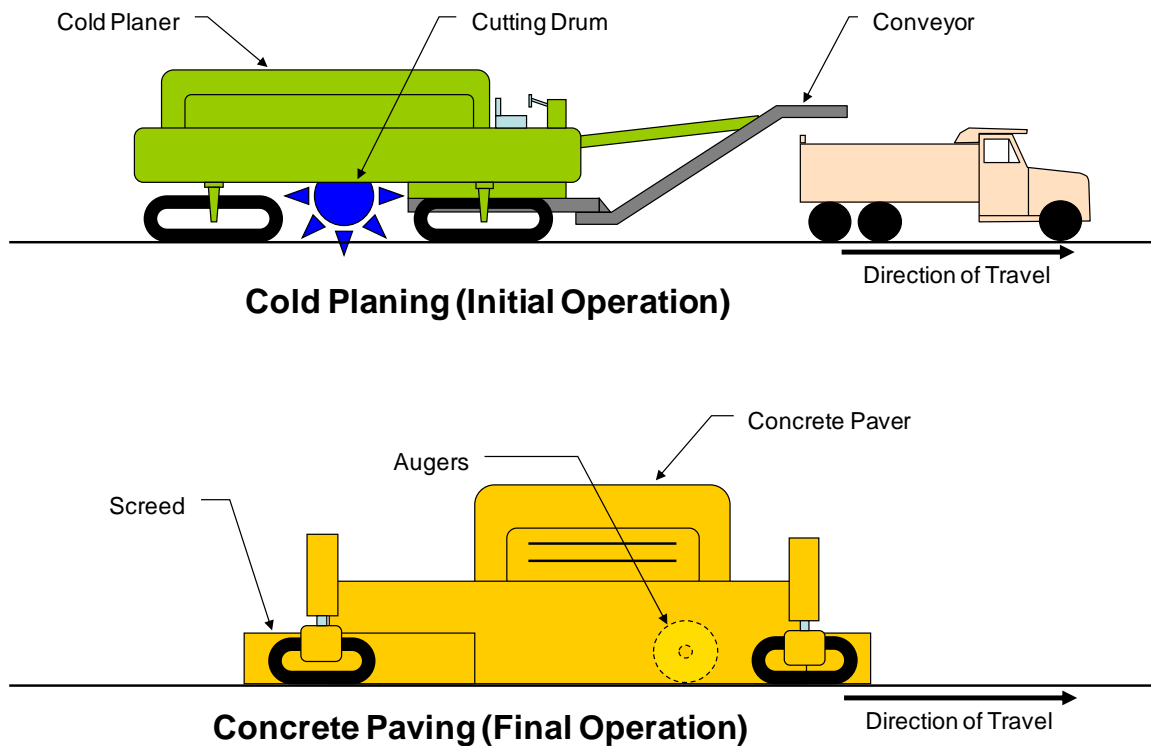 Cold Planer
Cutting Drum
Conveyor
Direction of Travel
Cold Planing (Initial Operation)
Concrete Paver
Augers
Screed
Direction of Travel
Concrete Paving (Final Operation)